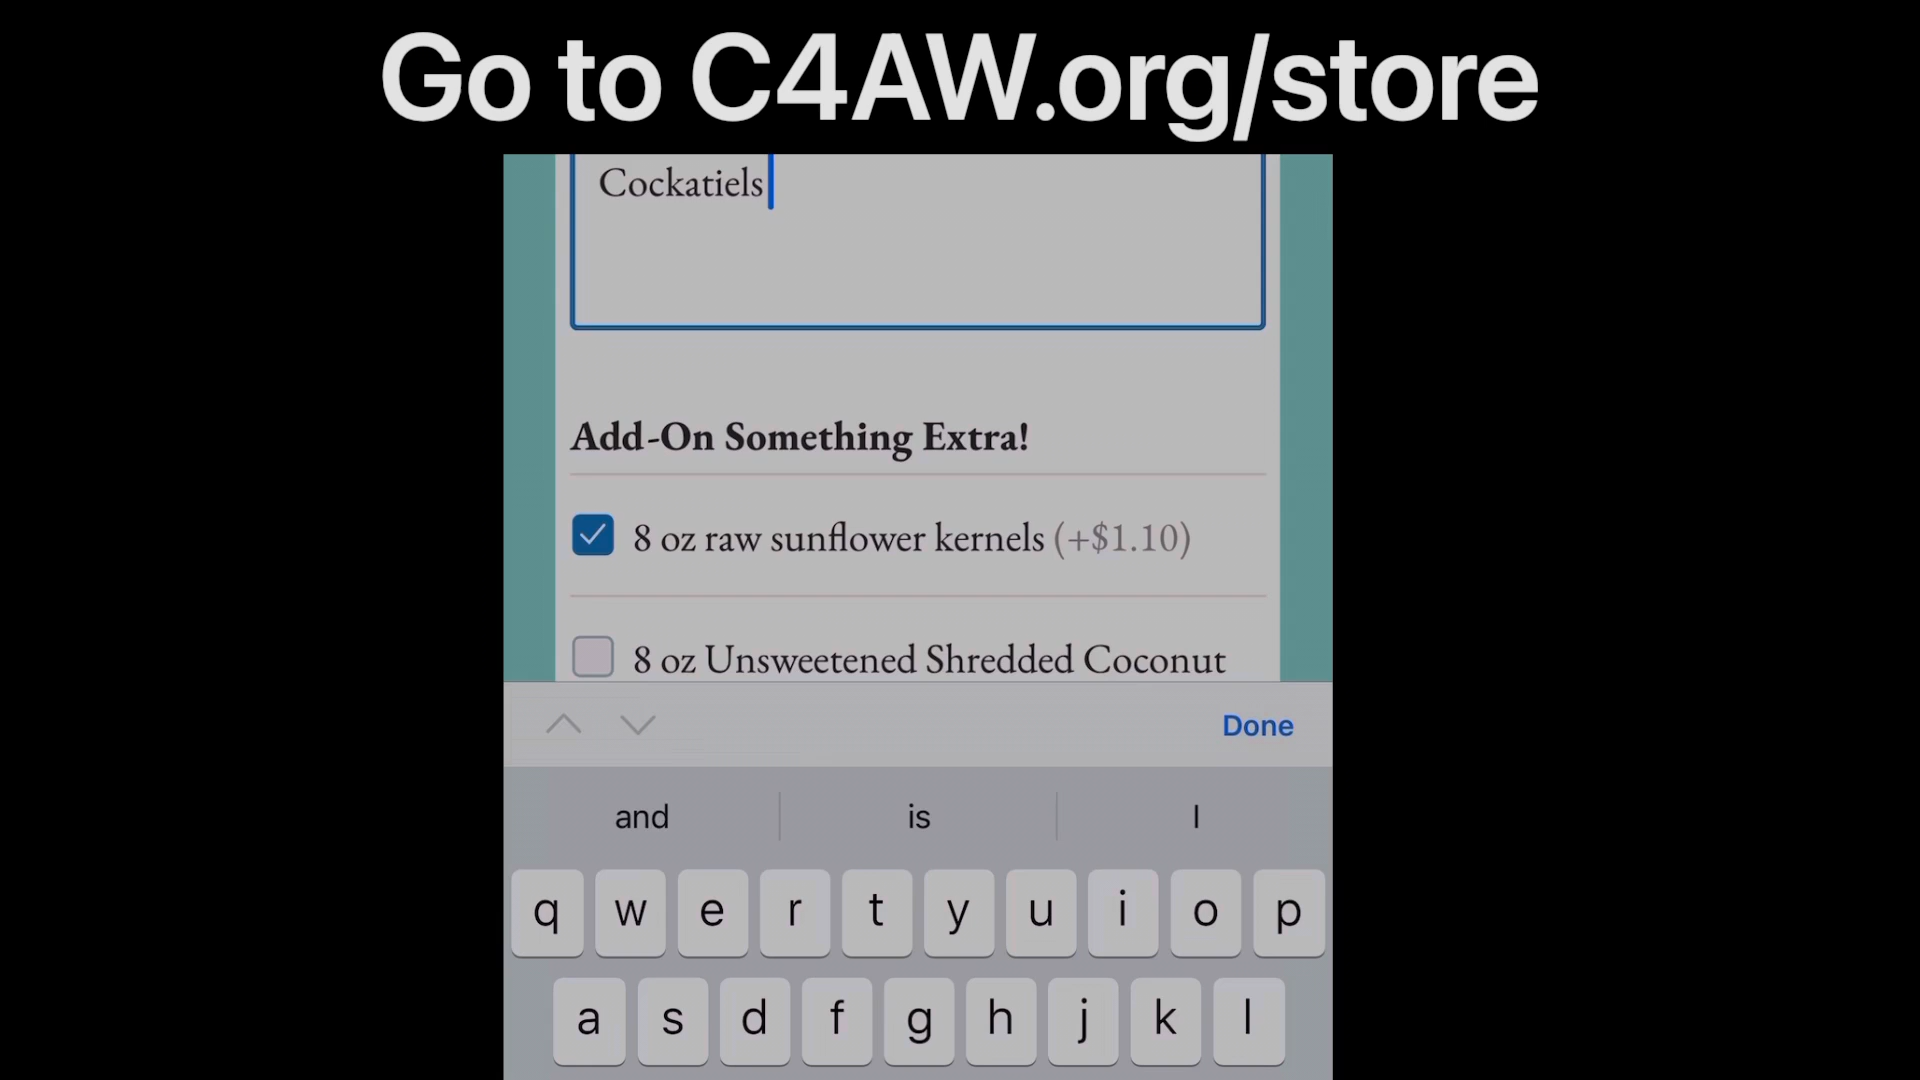 Go to C4AW.org/store
Cockatiels
Add-On Something Extra!
8 oz raw sunflower kernels (+$1.10)
8 oz Unsweetened Shredded Coconut
Done
and is I
q w e r t y u i o p
a s d f g h j k l